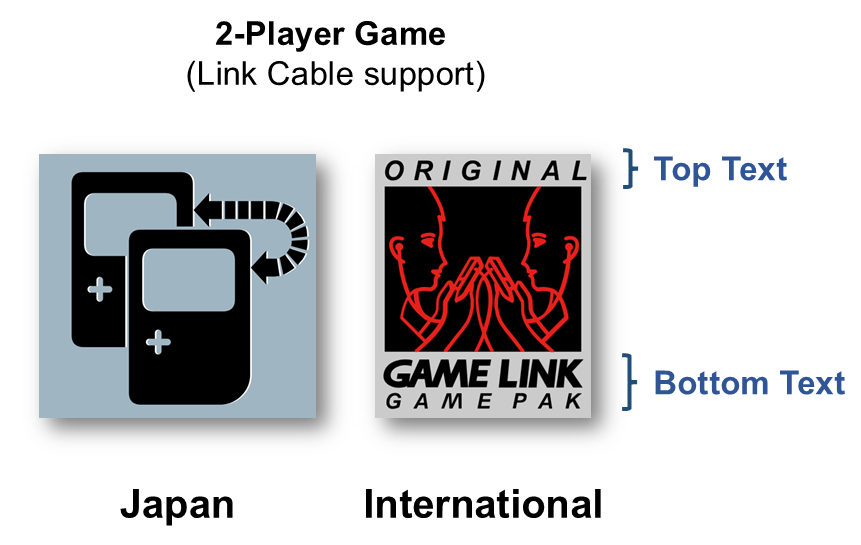 2-Player Game
(Link Cable support)
ORIGINAL
Top Text
GAME LINK
GAME PAK
Bottom Text
Japan
International